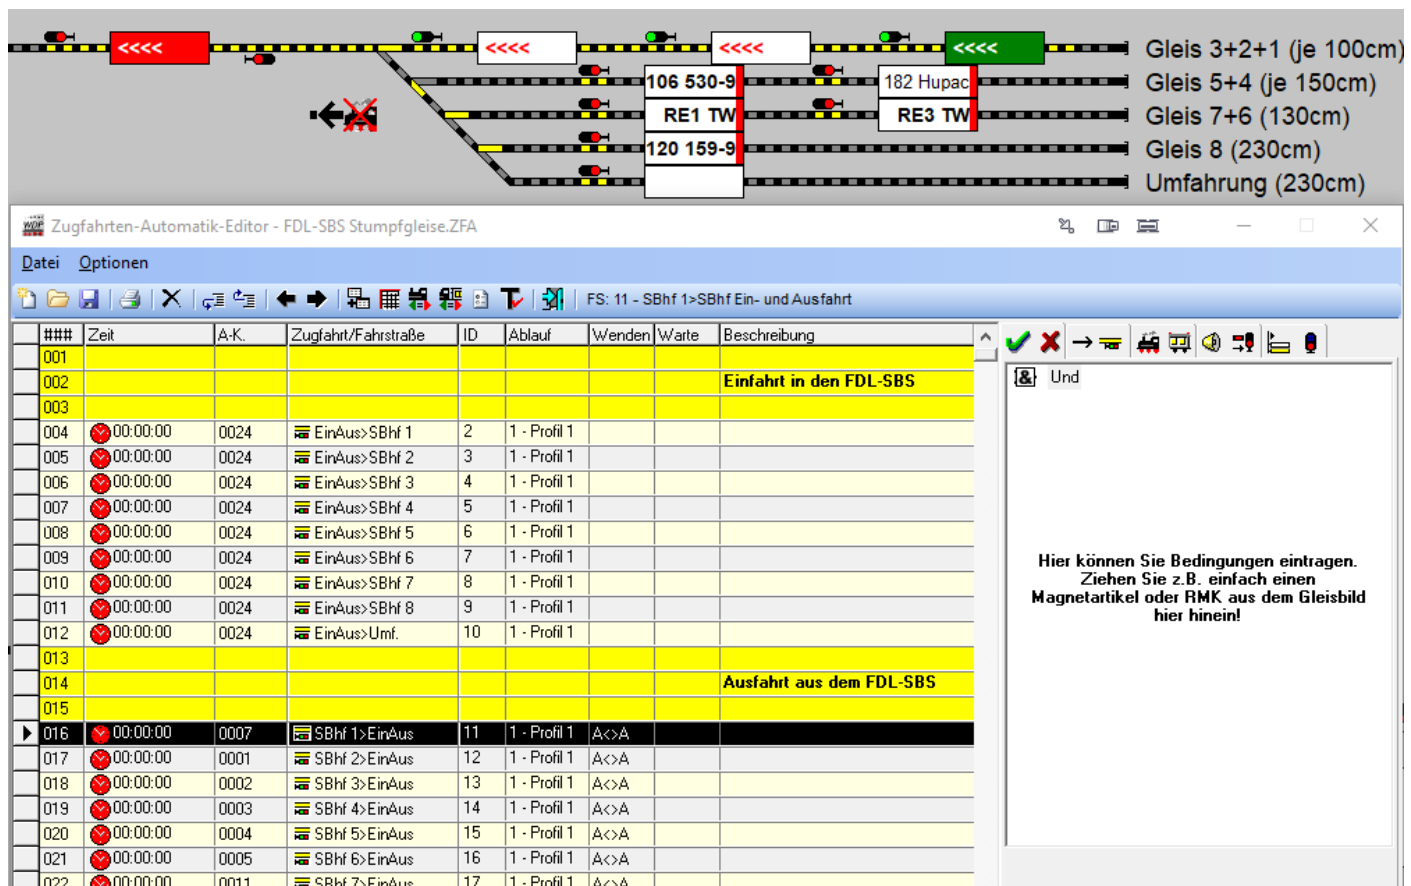 <<<< <<<< <<<< <<<< Gleis 3+2+1 (je 100cm)
106 530-9 182 Hupac Gleis 5+4 (je 150cm)
RE1 TW RE3 TW Gleis 7+6 (130cm)
120 159-9 Gleis 8 (230cm)
Umfahrung (230cm)
WDP Zugfahrten-Automatik-Editor - FDL-SBS Stumpfgleise.ZFA
Datei Optionen
FS: 11 - SBhf 1>SBhf Ein- und Ausfahrt
### Zeit A-K. Zugfahrt/Fahrstraße ID Ablauf Wenden Warte Beschreibung
001
002 Einfahrt in den FDL-SBS
003
004 00:00:00 0024 EinAus>SBhf 1 2 1 - Profil 1
005 00:00:00 0024 EinAus>SBhf 2 3 1 - Profil 1
006 00:00:00 0024 EinAus>SBhf 3 4 1 - Profil 1
007 00:00:00 0024 EinAus>SBhf 4 5 1 - Profil 1
008 00:00:00 0024 EinAus>SBhf 5 6 1 - Profil 1
009 00:00:00 0024 EinAus>SBhf 6 7 1 - Profil 1
010 00:00:00 0024 EinAus>SBhf 7 8 1 - Profil 1
011 00:00:00 0024 EinAus>SBhf 8 9 1 - Profil 1
012 00:00:00 0024 EinAus>Umf. 10 1 - Profil 1
013
014 Ausfahrt aus dem FDL-SBS
015
016 00:00:00 0007 SBhf 1>EinAus 11 1 - Profil 1 A<>A
017 00:00:00 0001 SBhf 2>EinAus 12 1 - Profil 1 A<>A
018 00:00:00 0002 SBhf 3>EinAus 13 1 - Profil 1 A<>A
019 00:00:00 0003 SBhf 4>EinAus 14 1 - Profil 1 A<>A
020 00:00:00 0004 SBhf 5>EinAus 15 1 - Profil 1 A<>A
021 00:00:00 0005 SBhf 6>EinAus 16 1 - Profil 1 A<>A
022 00:00:00 0011 SBhf 7>EinAus 17 1 - Profil 1 A<>A
& Und
Hier können Sie Bedingungen eintragen.
Ziehen Sie z.B. einfach einen
Magnetartikel oder RMK aus dem Gleisbild
hier hinein!